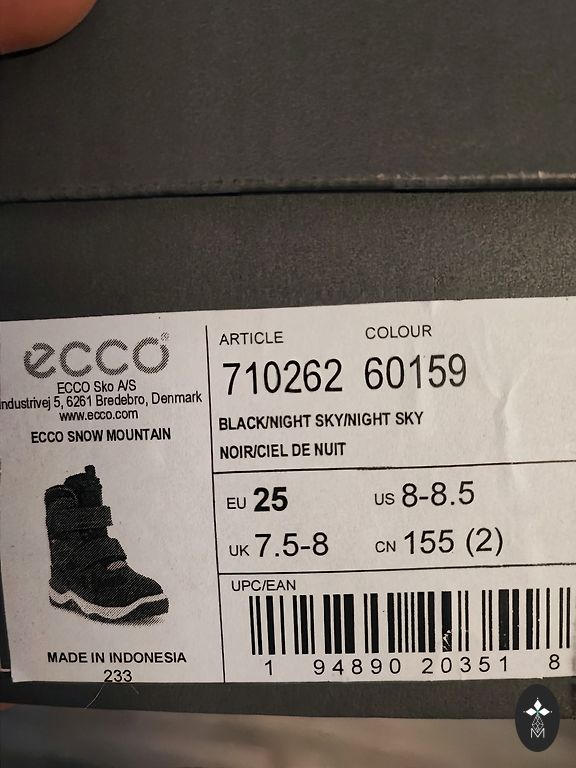 ecco®
ECCO Sko A/S
Industrivej 5, 6261 Bredebro, Denmark
www.ecco.com
ECCO SNOW MOUNTAIN
MADE IN INDONESIA
233
ARTICLE COLOUR
710262 60159
BLACK/NIGHT SKY/NIGHT SKY
NOIR/CIEL DE NUIT
EU 25 US 8-8.5
UK 7.5-8 CN 155 (2)
UPC/EAN
1 94890 20351 8
M